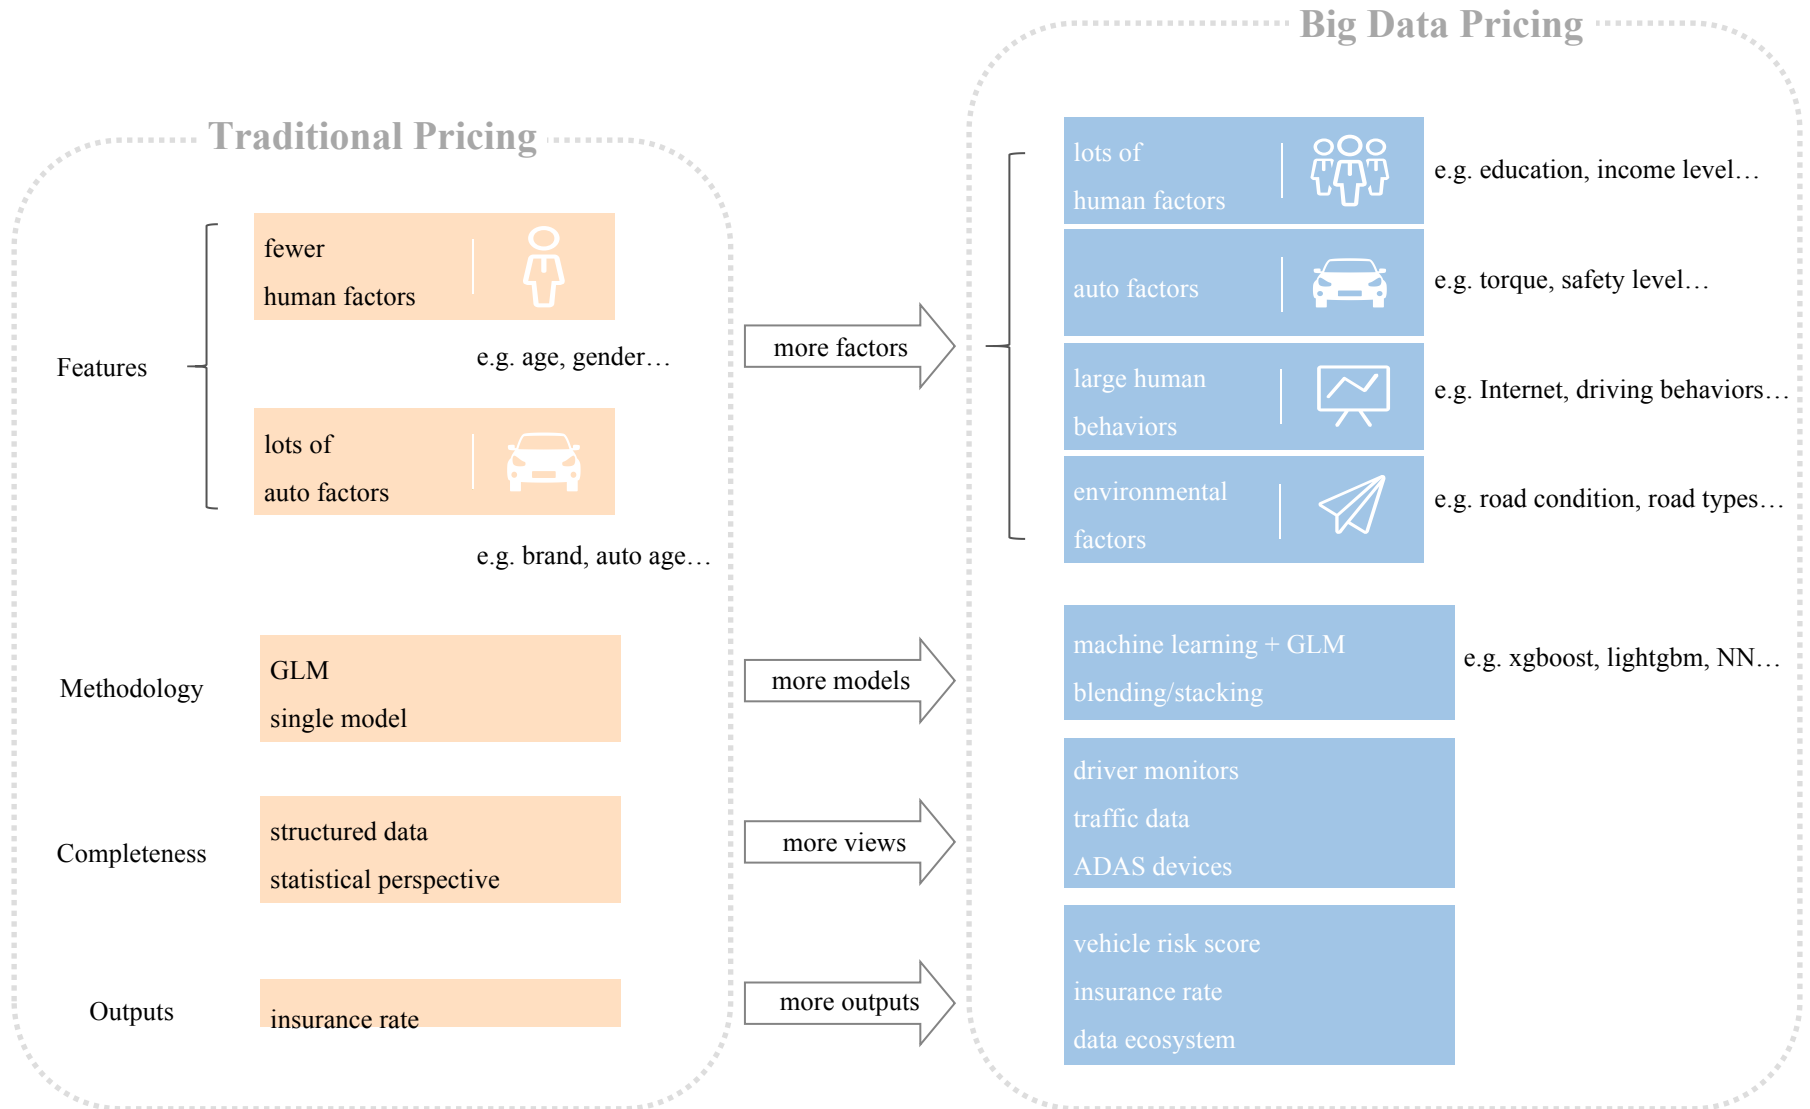 Big Data Pricing
Traditional Pricing
Features
fewer
human factors
e.g. age, gender…
lots of
auto factors
e.g. brand, auto age…
more factors
lots of
human factors
e.g. education, income level…
auto factors
e.g. torque, safety level…
large human
behaviors
e.g. Internet, driving behaviors…
environmental
factors
e.g. road condition, road types…
Methodology
GLM
single model
more models
machine learning + GLM
blending/stacking
e.g. xgboost, lightgbm, NN…
Completeness
structured data
statistical perspective
more views
driver monitors
traffic data
ADAS devices
Outputs
insurance rate
more outputs
vehicle risk score
insurance rate
data ecosystem